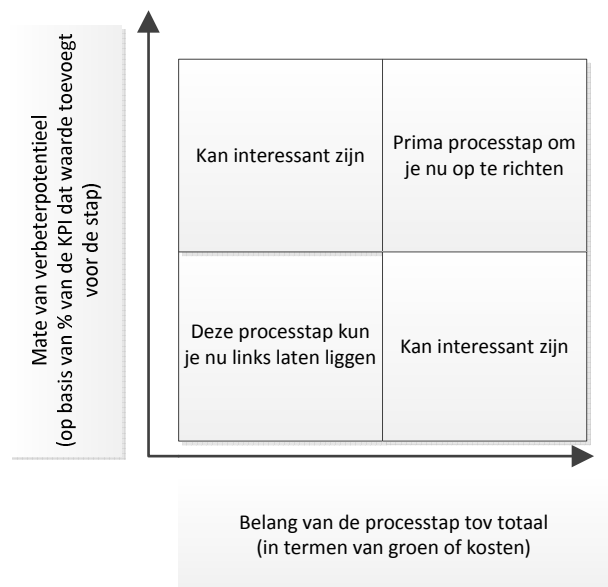 Mate van verbeterpotentieel
(op basis van % van de KPI dat waarde toevoegt
voor de stap)
Kan interessant zijn
Prima processtap om
je nu op te richten
Deze processtap kun
je nu links laten liggen
Kan interessant zijn
Belang van de processtap tov totaal
(in termen van groen of kosten)